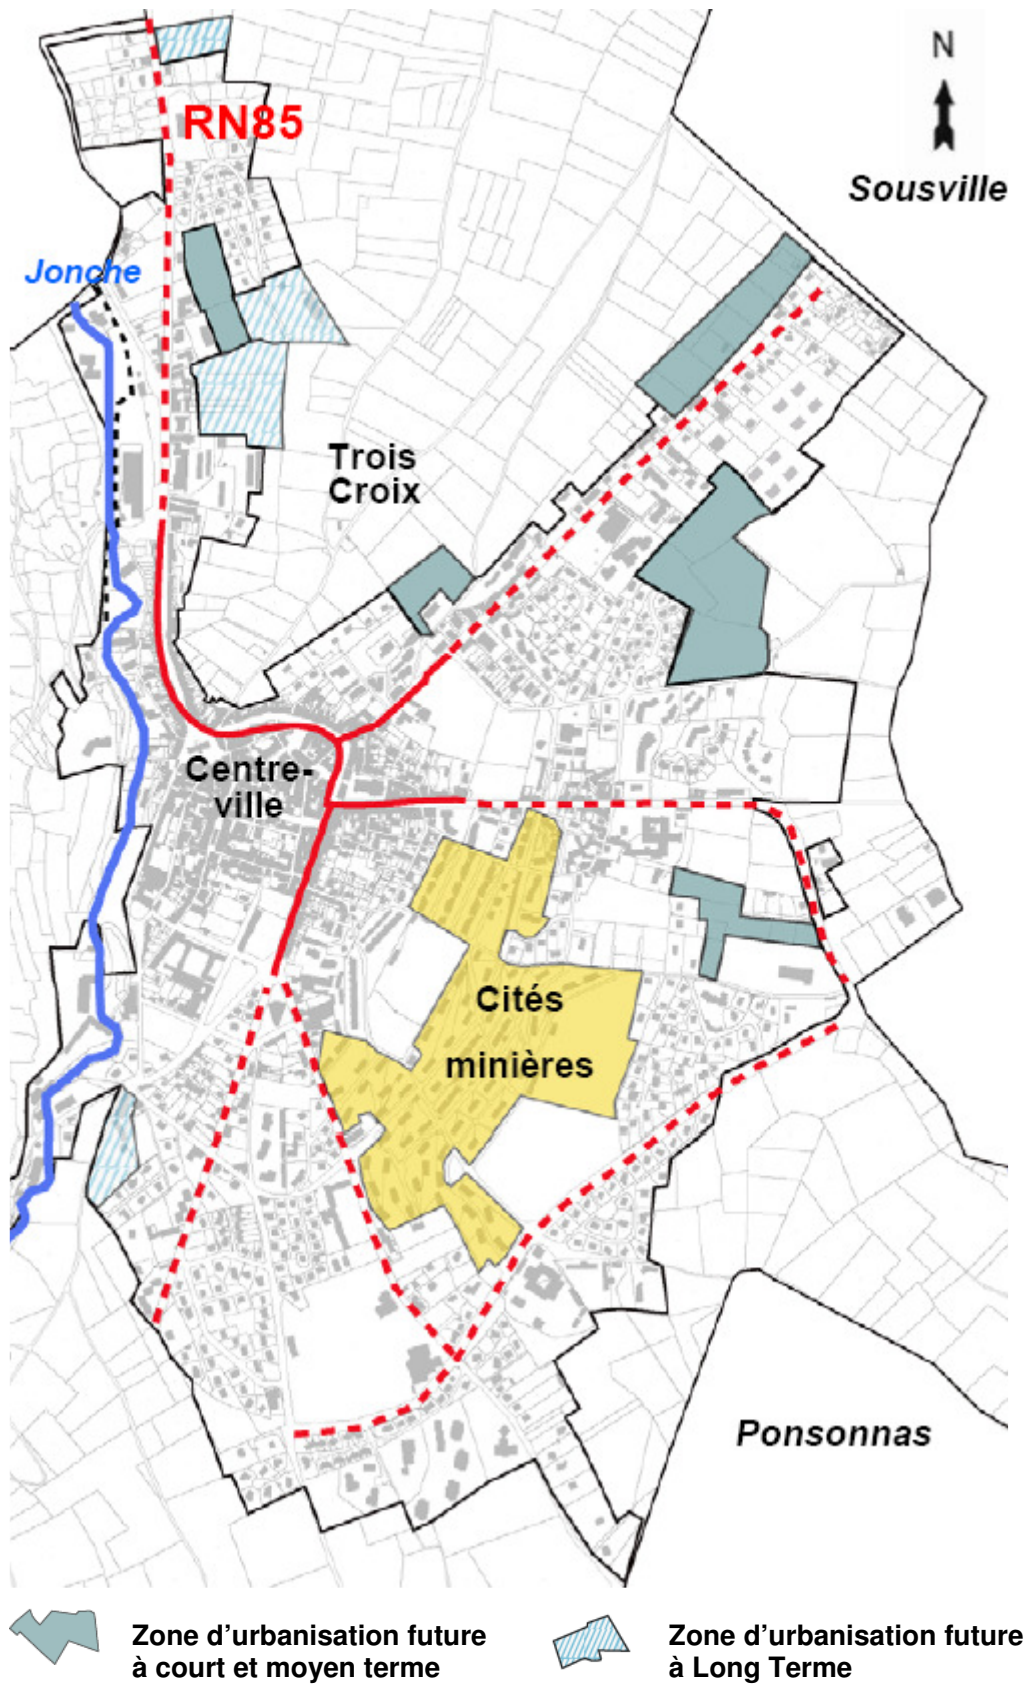 N
RN85
Sousville
Jonche
Trois
Croix
Centre-
ville
Cités
minières
Ponsonnas
Zone d'urbanisation future
à court et moyen terme
Zone d'urbanisation future
à Long Terme